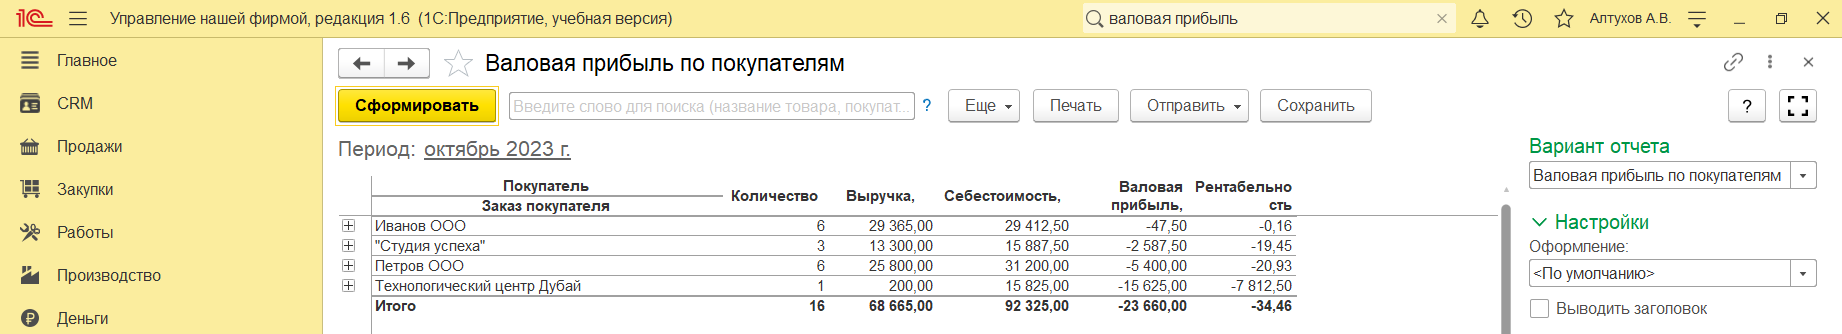 1С Управление нашей фирмой, редакция 1.6 (1С:Предприятие, учебная версия) валовая прибыль Алтухов А.В.
Главное
CRM
Продажи
Закупки
Работы
Производство
Деньги
Валовая прибыль по покупателям
Сформировать Введите слово для поиска (название товара, покупат... ? Еще Печать Отправить Сохранить ?
Период: октябрь 2023 г.
Покупатель
Заказ покупателя
Количество Выручка, Себестоимость, Валовая прибыль, Рентабельность
Иванов ООО 6 29 365,00 29 412,50 -47,50 -0,16
"Студия успеха" 3 13 300,00 15 887,50 -2 587,50 -19,45
Петров ООО 6 25 800,00 31 200,00 -5 400,00 -20,93
Технологический центр Дубай 1 200,00 15 825,00 -15 625,00 -7 812,50
Итого 16 68 665,00 92 325,00 -23 660,00 -34,46
Вариант отчета
Валовая прибыль по покупателям
Настройки
Оформление:
<По умолчанию>
Выводить заголовок